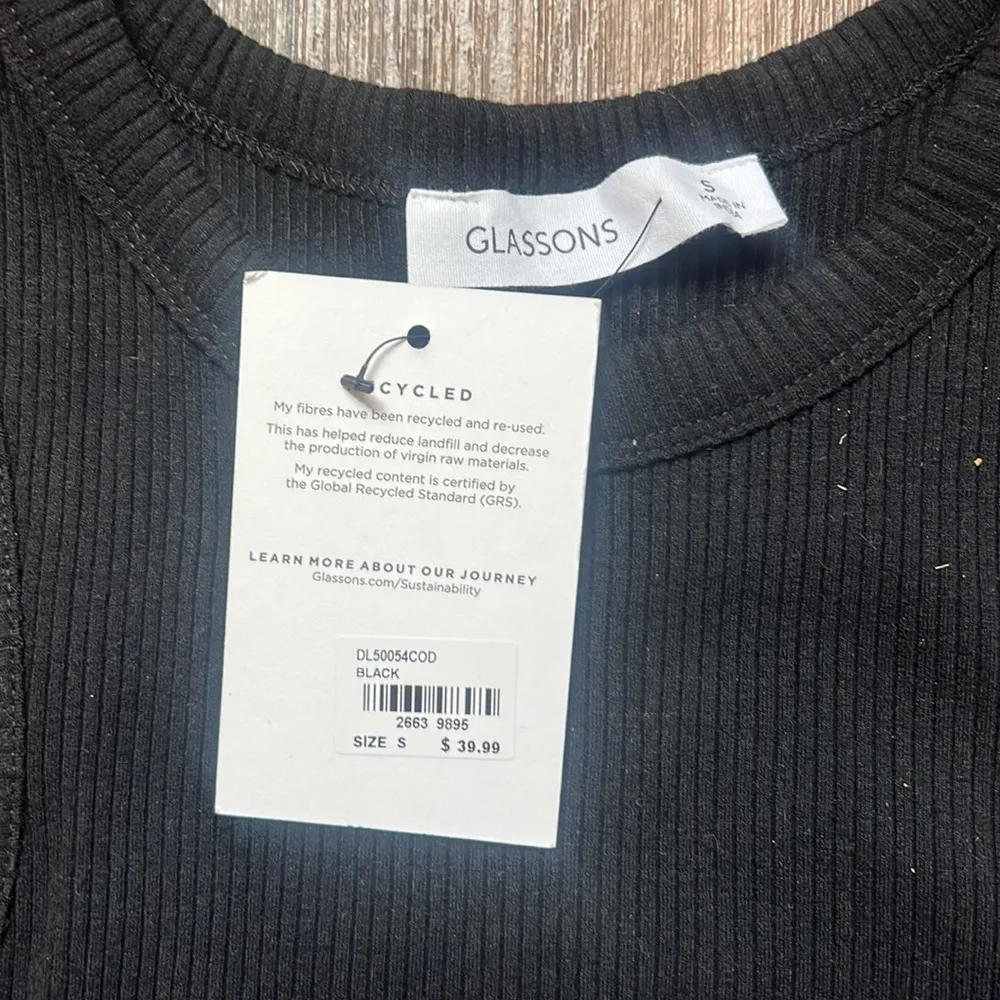 GLASSONS
S
MADE IN
CYCLED
My fibres have been recycled and re-used.
This has helped reduce landfill and decrease
the production of virgin raw materials.
My recycled content is certified by
the Global Recycled Standard (GRS).
LEARN MORE ABOUT OUR JOURNEY
Glassons.com/Sustainability
DL50054COD
BLACK
2663 9895
SIZE S $ 39.99